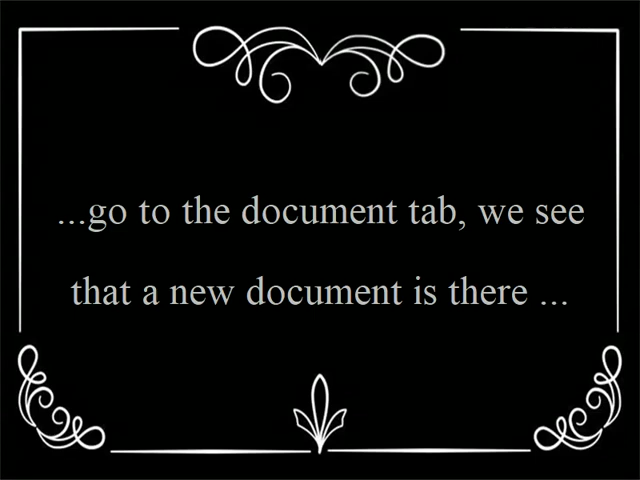 ...go to the document tab, we see
that a new document is there ...